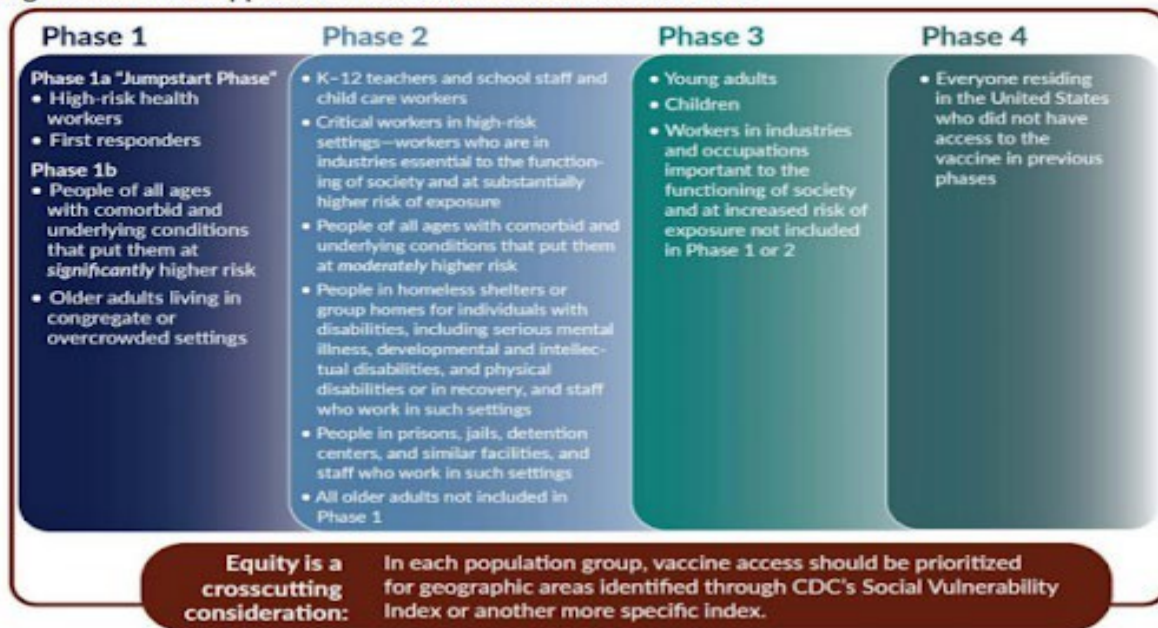 Phase 1
Phase 1a "Jumpstart Phase"
• High-risk health
workers
• First responders
Phase 1b
• People of all ages
with comorbid and
underlying conditions
that put them at
significantly higher risk
• Older adults living in
congregate or
overcrowded settings
Phase 2
• K–12 teachers and school staff and
child care workers
• Critical workers in high-risk
settings—workers who are in
industries essential to the function-
ing of society and at substantially
higher risk of exposure
• People of all ages with comorbid and
underlying conditions that put them
at moderately higher risk
• People in homeless shelters or
group homes for individuals with
disabilities, including serious mental
illness, developmental and intellec-
tual disabilities, and physical
disabilities or in recovery, and staff
who work in such settings
• People in prisons, jails, detention
centers, and similar facilities, and
staff who work in such settings
• All older adults not included in
Phase 1
Phase 3
• Young adults
• Children
• Workers in industries
and occupations
important to the
functioning of society
and at increased risk of
exposure not included
in Phase 1 or 2
Phase 4
• Everyone residing
in the United States
who did not have
access to the
vaccine in previous
phases
Equity is a
crosscutting
consideration:
In each population group, vaccine access should be prioritized
for geographic areas identified through CDC's Social Vulnerability
Index or another more specific index.